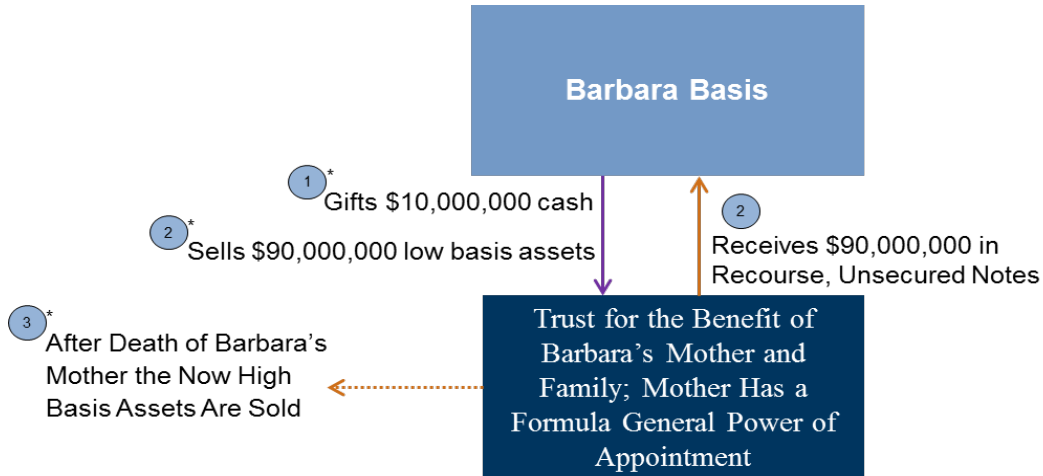 Barbara Basis
1
*
Gifts $10,000,000 cash
2
*
Sells $90,000,000 low basis assets
2
Receives $90,000,000 in
Recourse, Unsecured Notes
3
*
After Death of Barbara’s
Mother the Now High
Basis Assets Are Sold
Trust for the Benefit of
Barbara’s Mother and
Family; Mother Has a
Formula General Power of
Appointment